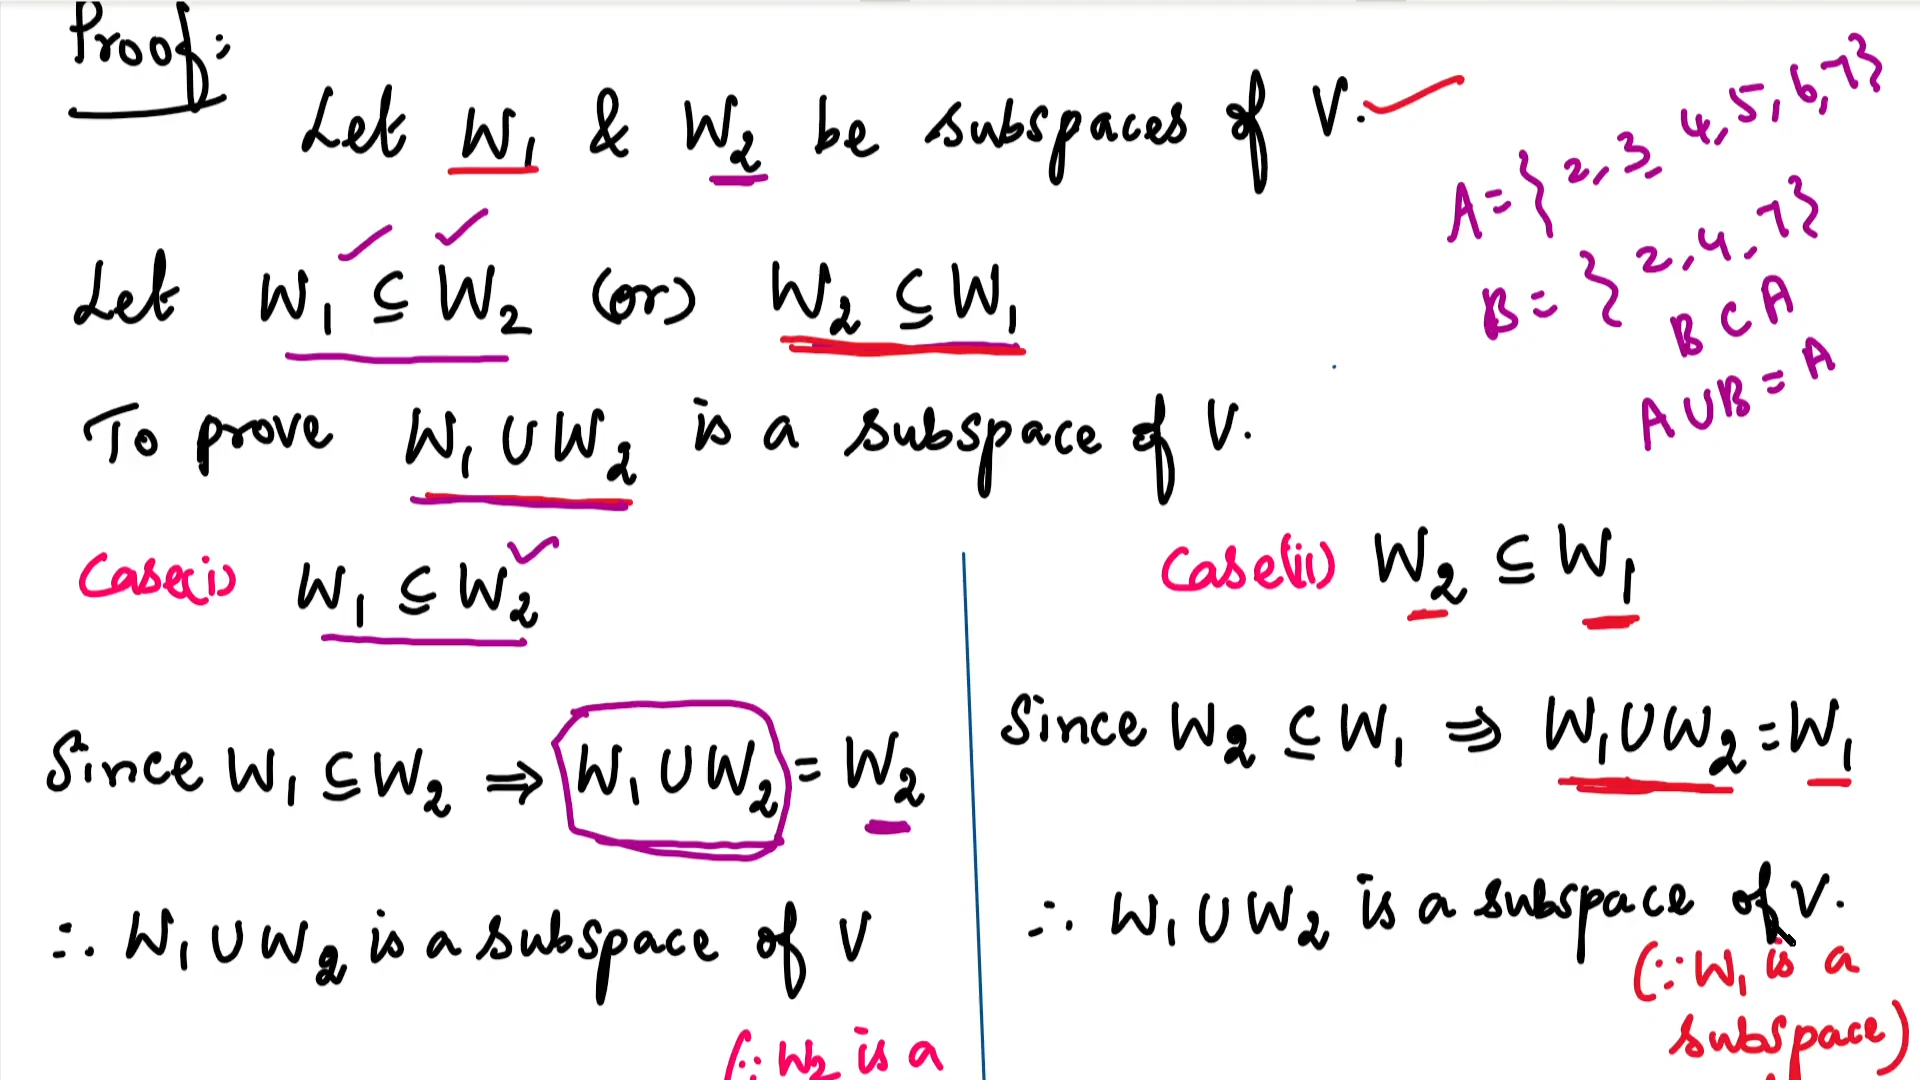 Proof:
Let W₁ & W₂ be subspaces of V.
A = { 2, 3, 4, 5, 6, 7 }
Let W₁ ⊆ W₂ (or) W₂ ⊆ W₁
B = { 2, 4, 7 }
B ⊂ A
A ∪ B = A
To prove W₁ ∪ W₂ is a subspace of V.
Case(i) W₁ ⊆ W₂
Since W₁ ⊆ W₂ ⇒ W₁ ∪ W₂ = W₂
∴ W₁ ∪ W₂ is a subspace of V
(∵ W₂ is a
Case(ii) W₂ ⊆ W₁
Since W₂ ⊆ W₁ ⇒ W₁ ∪ W₂ = W₁
∴ W₁ ∪ W₂ is a subspace of V.
(∵ W₁ is a
subspace)